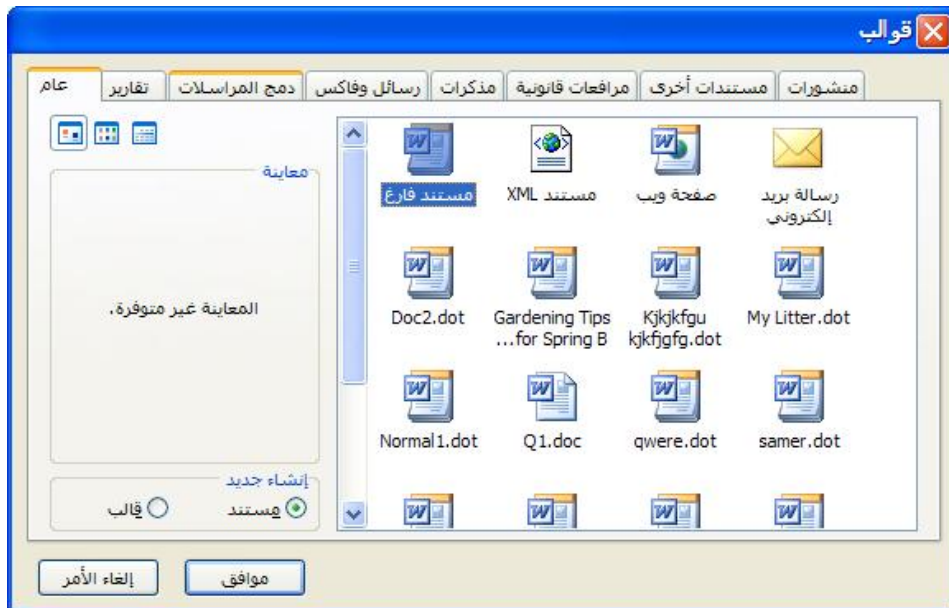 قوالب
منشورات مستندات أخرى مرافعات قانونية مذكرات رسائل وفاكس دمج المراسلات تقارير عام
رسالة بريد إلكتروني
صفحة ويب
مستند XML
مستند فارغ
My Litter.dot
Kjkjkfgu
kjkfjgfg.dot
Gardening Tips
for Spring B...
Doc2.dot
samer.dot
qwere.dot
Q1.doc
Normal1.dot
معاينة
المعاينة غير متوفرة.
إنشاء جديد
مستند
قالب
موافق
إلغاء الأمر